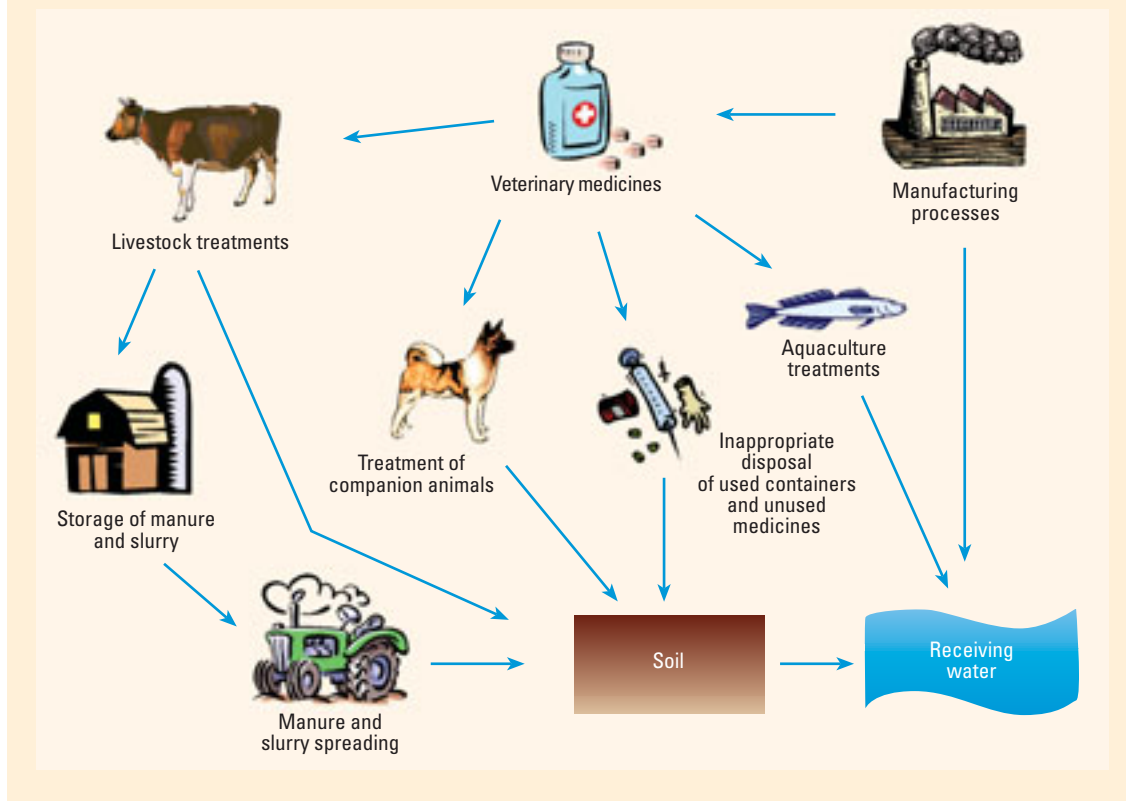 Veterinary medicines
Manufacturing
processes
Livestock treatments
Aquaculture
treatments
Treatment of
companion animals
Inappropriate
disposal
of used containers
and unused
medicines
Storage of manure
and slurry
Manure and
slurry spreading
Soil
Receiving
water